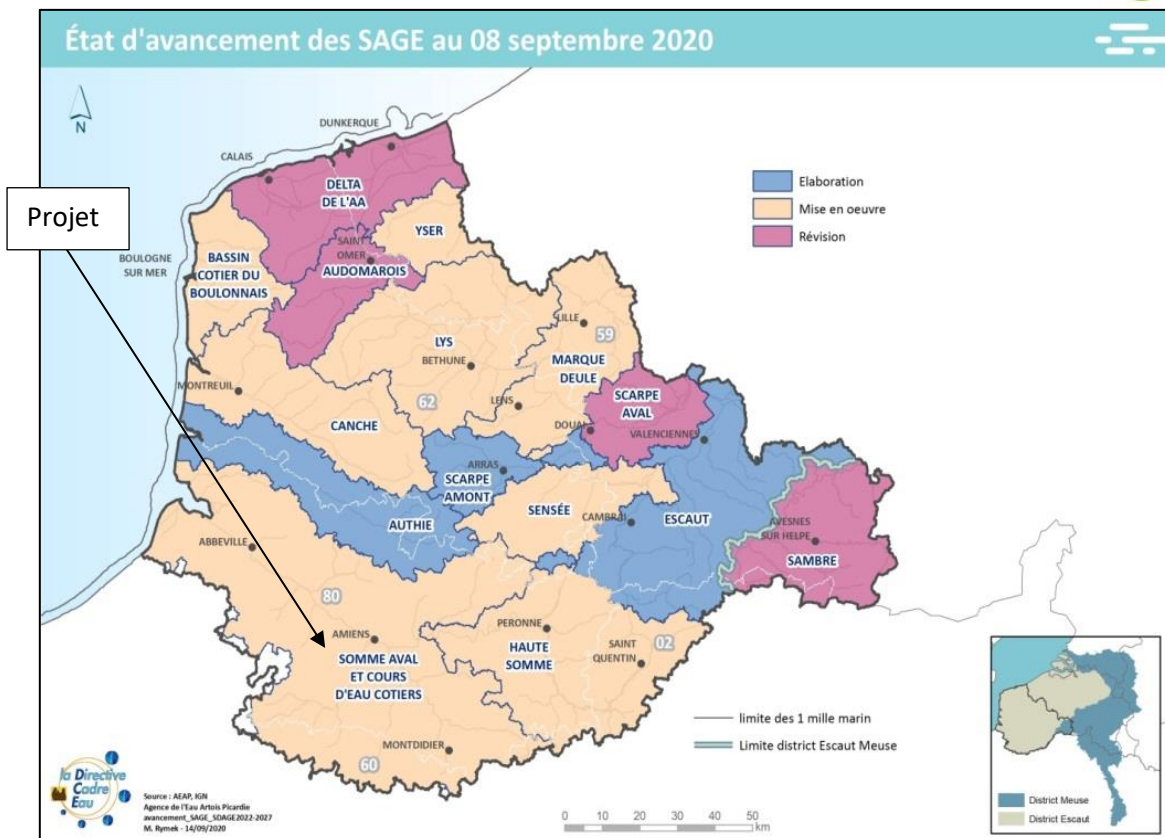 État d'avancement des SAGE au 08 septembre 2020
N
DUNKERQUE
CALAIS
Projet
DELTA
DE L'AA
Elaboration
Mise en oeuvre
Révision
YSER
SAINT
OMER
BOULOGNE
SUR MER
BASSIN
COTIER DU
BOULONNAIS
AUDOMAROIS
LILLE
59
LYS
BETHUNE
MARQUE
DEULE
MONTREUIL
62
LENS
SCARPE
AVAL
CANCHE
DOUAI
VALENCIENNES
ARRAS
SCARPE
AMONT
SENSÉE
CAMBRAI
ESCAUT
AUTHIE
AVESNES
SUR HELPE
SAMBRE
ABBEVILLE
80
PERONNE
02
AMIENS
HAUTE
SOMME
SAINT
QUENTIN
SOMME AVAL
ET COURS
D'EAU COTIERS
limite des 1 mille marin
Limite district Escaut Meuse
MONTDIDIER
60
la Directive
Cadre
Eau
Source : AEAP, IGN
Agence de l'Eau Artois Picardie
avancement_SAGE_SDAGE2022-2027
M. Rymek - 14/09/2020
0 10 20 30 40 50
km
District Meuse
District Escaut